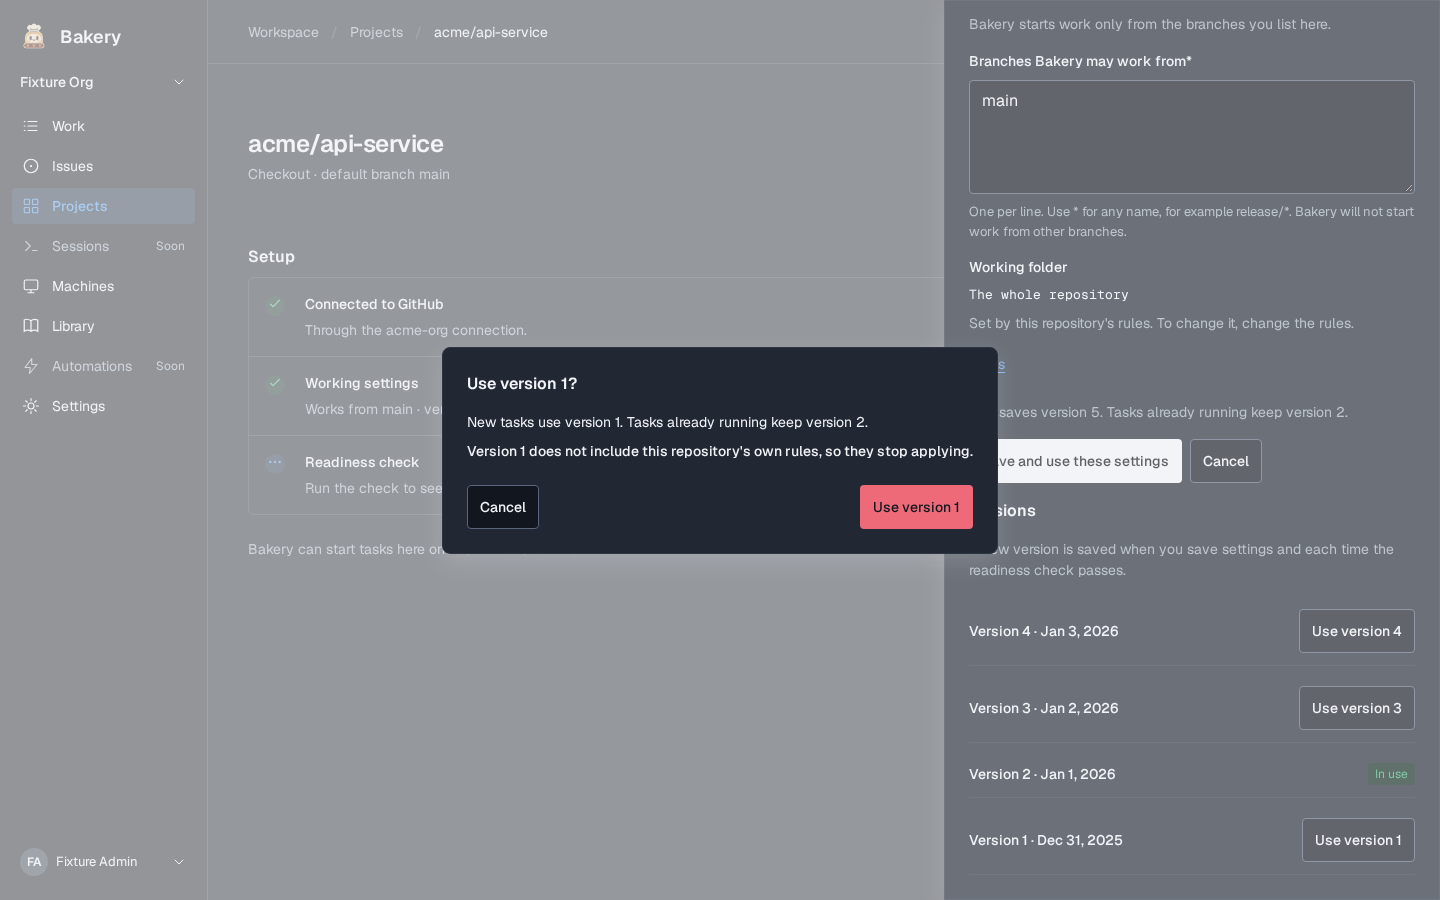 Bakery
Fixture Org
Work
Issues
Projects
Sessions Soon
Machines
Library
Automations Soon
Settings
FA Fixture Admin
Workspace / Projects / acme/api-service
acme/api-service
Checkout · default branch main
Setup
Connected to GitHub
Through the acme-org connection.
Working settings
Works from main ·
Readiness check
Run the check to see
Bakery can start tasks here
Use version 1?
New tasks use version 1. Tasks already running keep version 2.
Version 1 does not include this repository's own rules, so they stop applying.
Cancel
Use version 1
Bakery starts work only from the branches you list here.
Branches Bakery may work from*
main
One per line. Use * for any name, for example release/*. Bakery will not start
work from other branches.
Working folder
The whole repository
Set by this repository's rules. To change it, change the rules.
saves version 5. Tasks already running keep version 2.
and use these settings
Cancel
version is saved when you save settings and each time the
readiness check passes.
Version 4 · Jan 3, 2026
Use version 4
Version 3 · Jan 2, 2026
Use version 3
Version 2 · Jan 1, 2026
In use
Version 1 · Dec 31, 2025
Use version 1